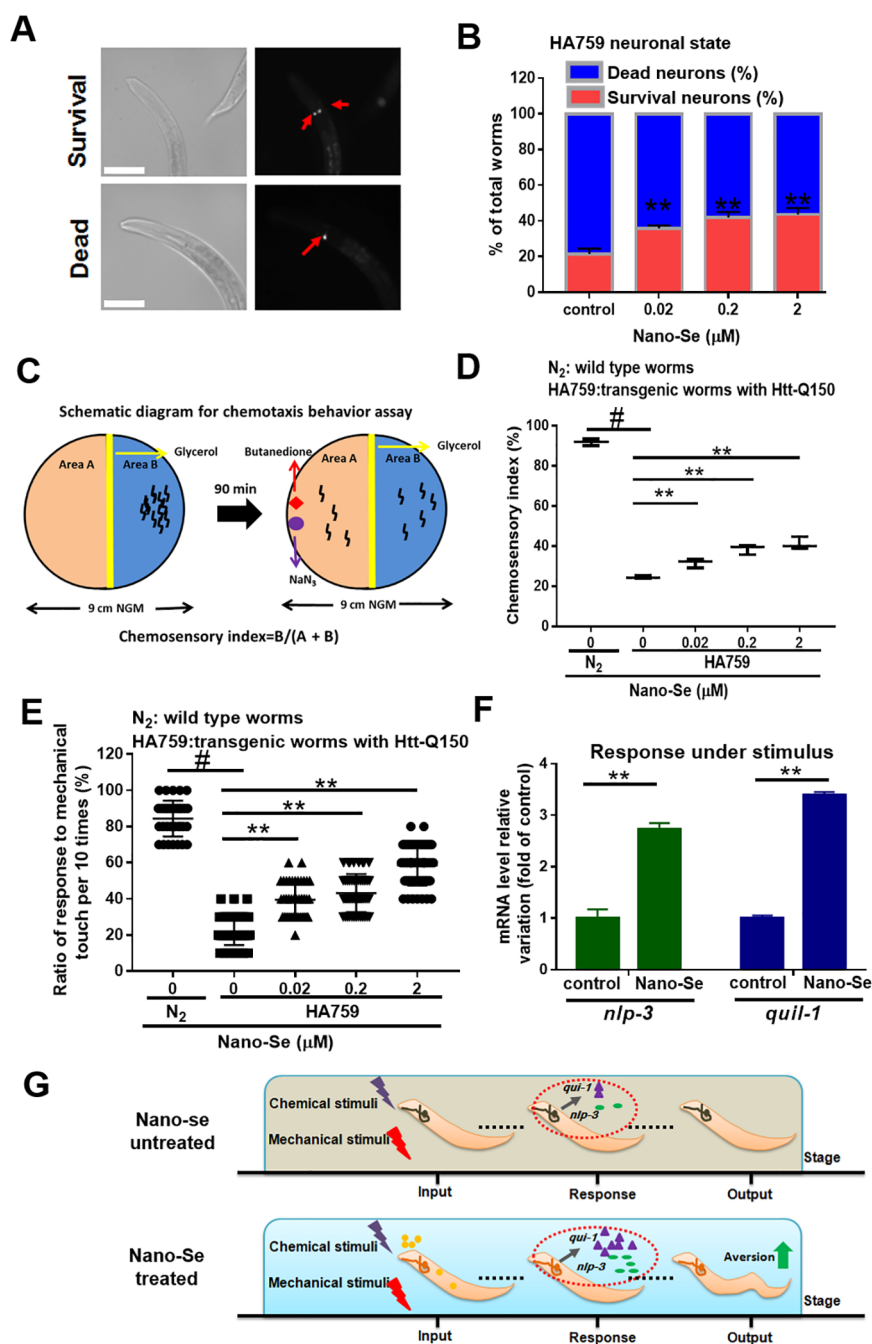 A
Survival
Dead
B
HA759 neuronal state
Dead neurons (%)
Survival neurons (%)
% of total worms
120
100
80
60
40
20
0
** ** **
control 0.02 0.2 2
Nano-Se (μM)
C
Schematic diagram for chemotaxis behavior assay
Area A
Area B
Glycerol
90 min
Butanedione
Area A
Area B
Glycerol
NaN3
9 cm NGM
9 cm NGM
Chemosensory index=B/(A + B)
D
N2: wild type worms
HA759:transgenic worms with Htt-Q150
Chemosensory index (%)
100
80
60
40
20
0
#
**
**
**
0 0 0.02 0.2 2
N2 HA759
Nano-Se (μM)
E
N2: wild type worms
HA759:transgenic worms with Htt-Q150
Ratio of response to mechanical
touch per 10 times (%)
120
100
80
60
40
20
0
#
**
**
**
0 0 0.02 0.2 2
N2 HA759
Nano-Se (μM)
F
Response under stimulus
mRNA level relative
variation (fold of control)
4
3
2
1
0
** **
control Nano-Se control Nano-Se
nlp-3 quil-1
G
Nano-se
untreated
Chemical stimuli
Mechanical stimuli
qui-1
nlp-3
Stage
Input Response Output
Nano-Se
treated
Chemical stimuli
Mechanical stimuli
qui-1
nlp-3
Aversion
Stage
Input Response Output